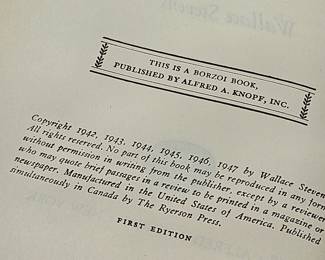 Wallace Stevens
THIS IS A BORZOI BOOK,
PUBLISHED BY ALFRED A. KNOPF, INC.
Copyright 1942, 1943, 1944, 1945, 1946, 1947 by Wallace Steven
All rights reserved. No part of this book may be reproduced in any form
without permission in writing from the publisher, except by a reviewer
who may quote brief passages in a review to be printed in a magazine or
newspaper. Manufactured in the United States of America. Published
simultaneously in Canada by The Ryerson Press.
FIRST EDITION